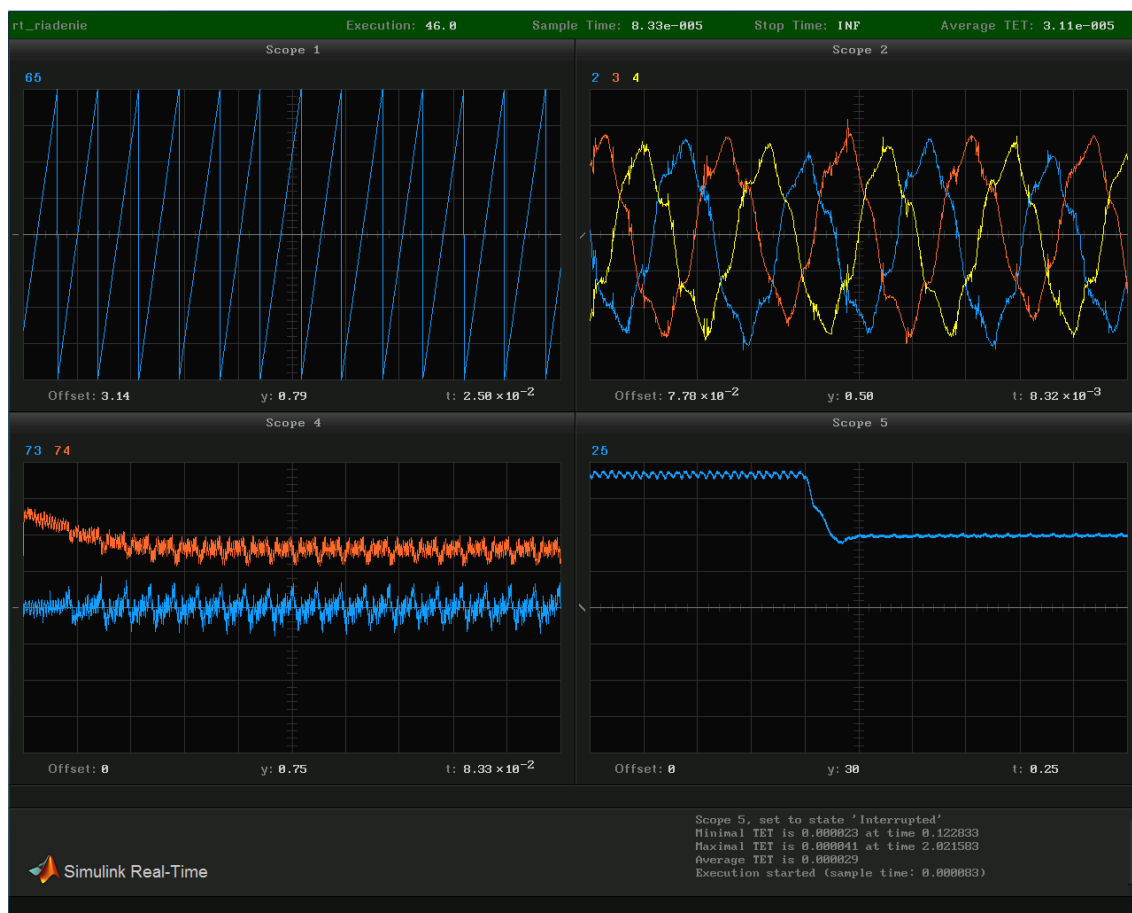 rt_riadenie Execution: 46.0 Sample Time: 8.33e-005 Stop Time: INF Average TET: 3.11e-005
Scope 1
65
Offset: 3.14 y: 0.79 t: 2.50 ×10⁻²
Scope 2
2 3 4
Offset: 7.78 ×10⁻² y: 0.50 t: 8.32 ×10⁻³
Scope 4
73 74
Offset: 0 y: 0.75 t: 8.33 ×10⁻²
Scope 5
25
Offset: 0 y: 30 t: 0.25
Scope 5, set to state 'Interrupted'
Minimal TET is 0.000023 at time 0.122833
Maximal TET is 0.000041 at time 2.021583
Average TET is 0.000029
Execution started (sample time: 0.000083)
Simulink Real-Time